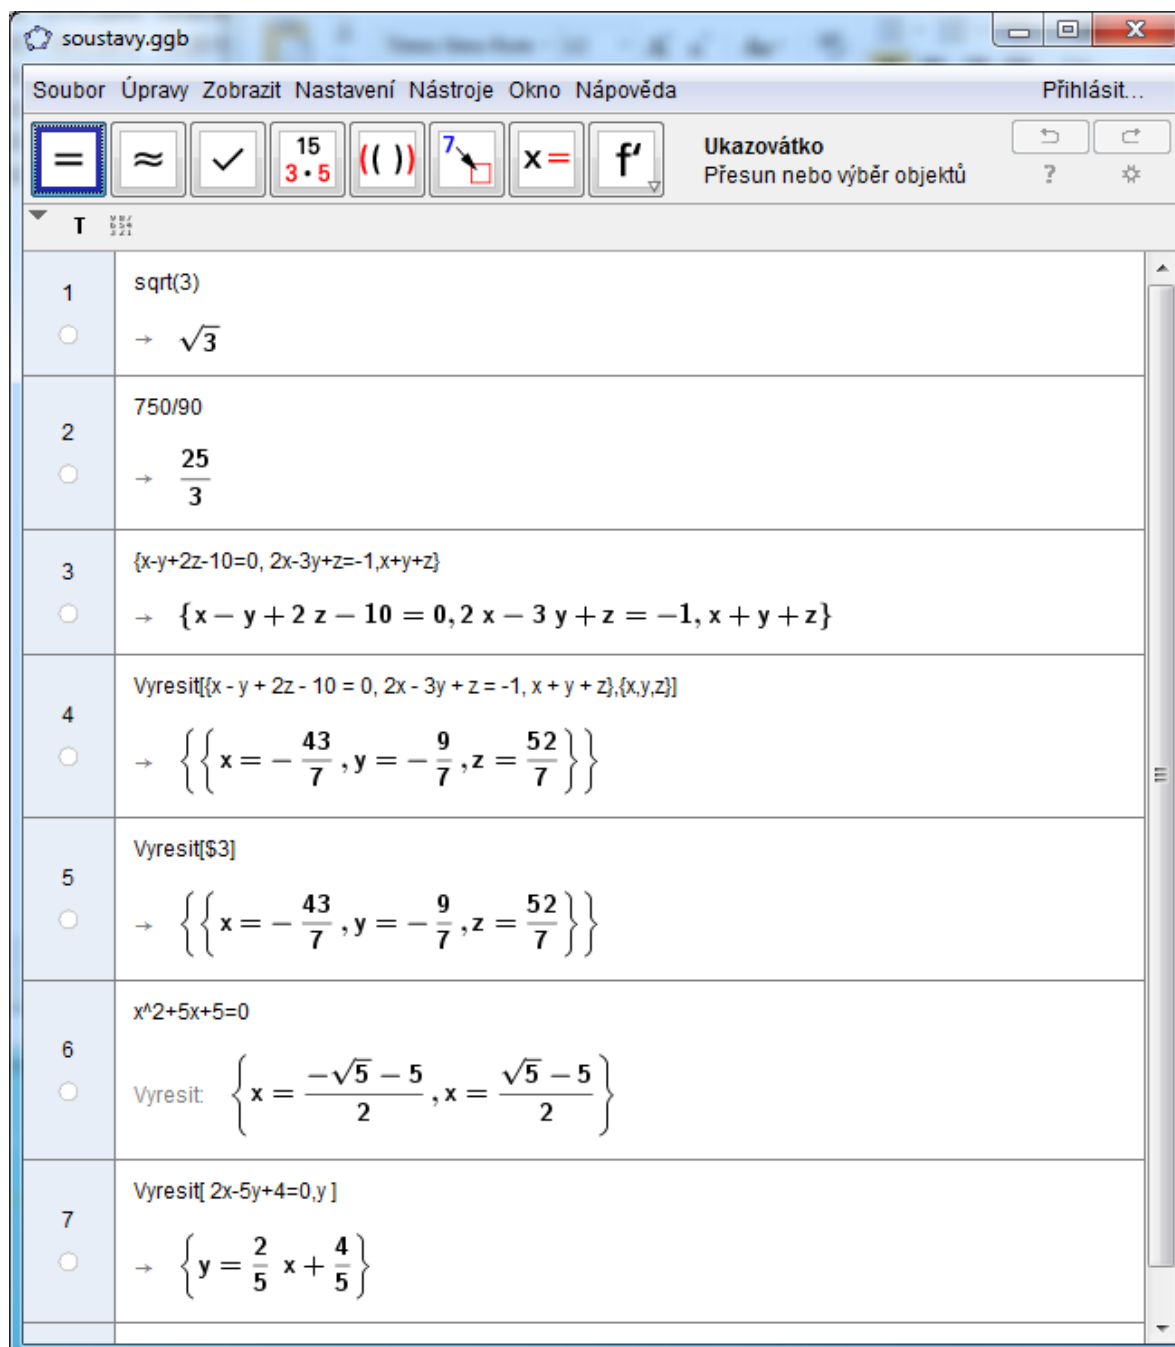 soustavy.ggb
Soubor Úpravy Zobrazit Nastavení Nástroje Okno Nápověda Přihlásit...
= ≈ ✓ 15 3·5 (( )) 7 x= f′ Ukazovátko
Přesun nebo výběr objektů ?
T
1 sqrt(3)
→ √3
2 750/90
→ 25/3
3 {x-y+2z-10=0, 2x-3y+z=-1,x+y+z}
→ {x − y + 2 z − 10 = 0, 2 x − 3 y + z = −1, x + y + z}
4 Vyresit[{x - y + 2z - 10 = 0, 2x - 3y + z = -1, x + y + z},{x,y,z}]
→ {{x = − 43/7 , y = − 9/7 , z = 52/7}}
5 Vyresit[$3]
→ {{x = − 43/7 , y = − 9/7 , z = 52/7}}
6 x^2+5x+5=0
Vyresit: {x = (−√5 − 5)/2 , x = (√5 − 5)/2}
7 Vyresit[ 2x-5y+4=0,y ]
→ {y = 2/5 x + 4/5}